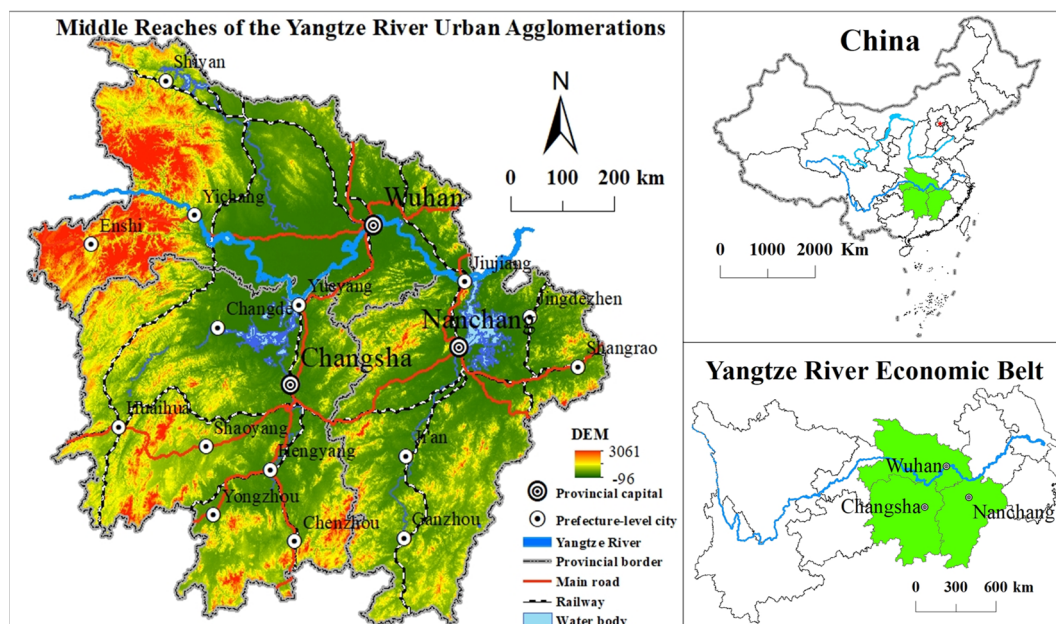 Middle Reaches of the Yangtze River Urban Agglomerations
Shiyan
N
0 100 200 km
Yichang
Wuhan
Enshi
Jiujiang
Yueyang
Jingdezhen
Changde
Nanchang
Changsha
Shangrao
Huaihua
Shaoyang
Ji'an
Hengyang
Yongzhou
Chenzhou
Ganzhou
DEM
3061
-96
Provincial capital
Prefecture-level city
Yangtze River
Provincial border
Main road
Railway
Water body
China
0 1000 2000 Km
Yangtze River Economic Belt
Wuhan
Changsha
Nanchang
0 300 600 km